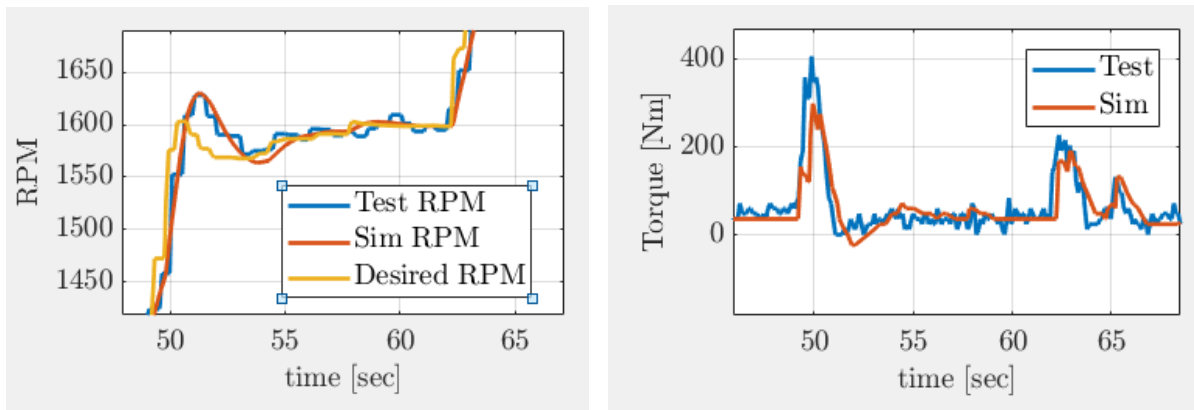 1650
1600
1550
1500
1450
RPM
Test RPM
Sim RPM
Desired RPM
50
55
60
65
time [sec]
400
200
0
Torque [Nm]
Test
Sim
50
55
60
65
time [sec]